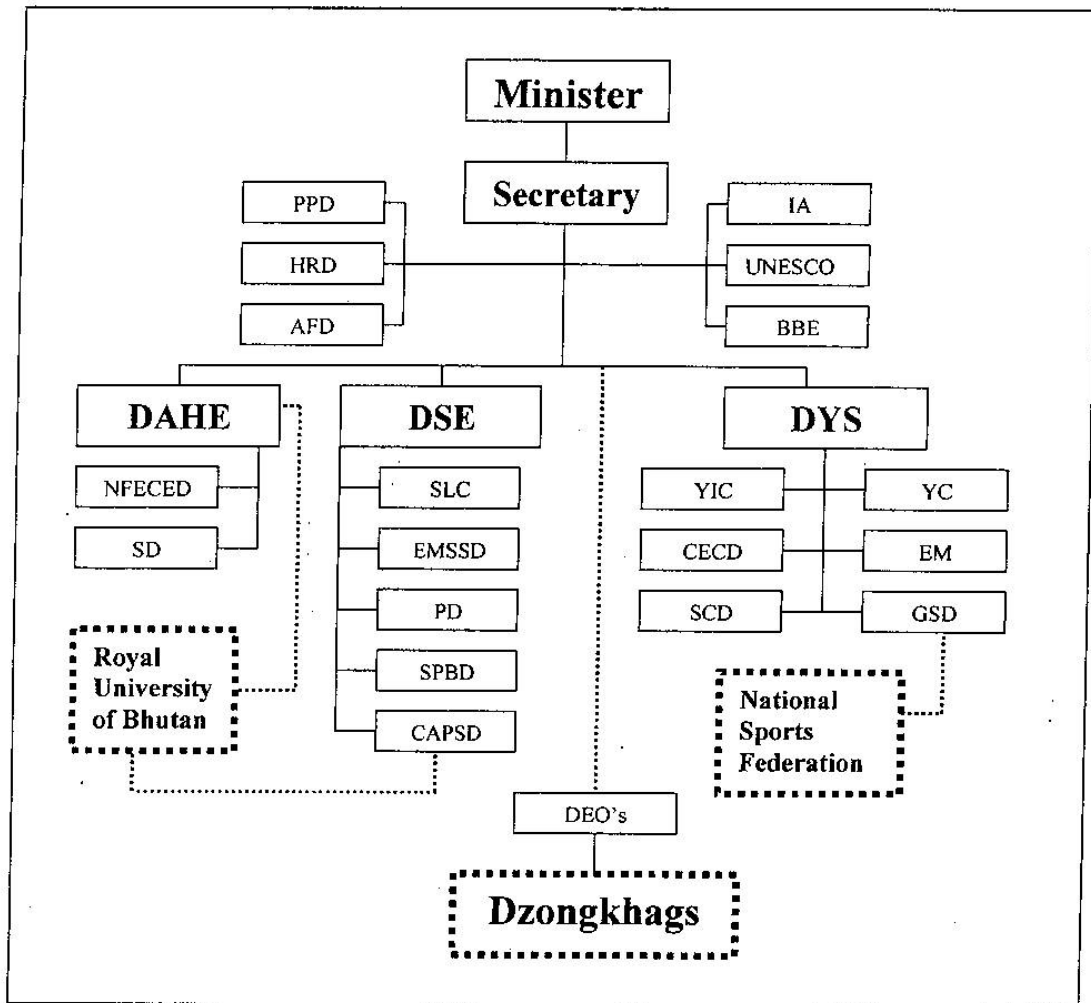 Minister
Secretary
PPD
IA
HRD
UNESCO
AFD
BBE
DAHE
DSE
DYS
NFECED
SLC
YIC
YC
SD
EMSSD
CECD
EM
PD
SCD
GSD
Royal
University
of Bhutan
SPBD
CAPSD
National
Sports
Federation
DEO's
Dzongkhags